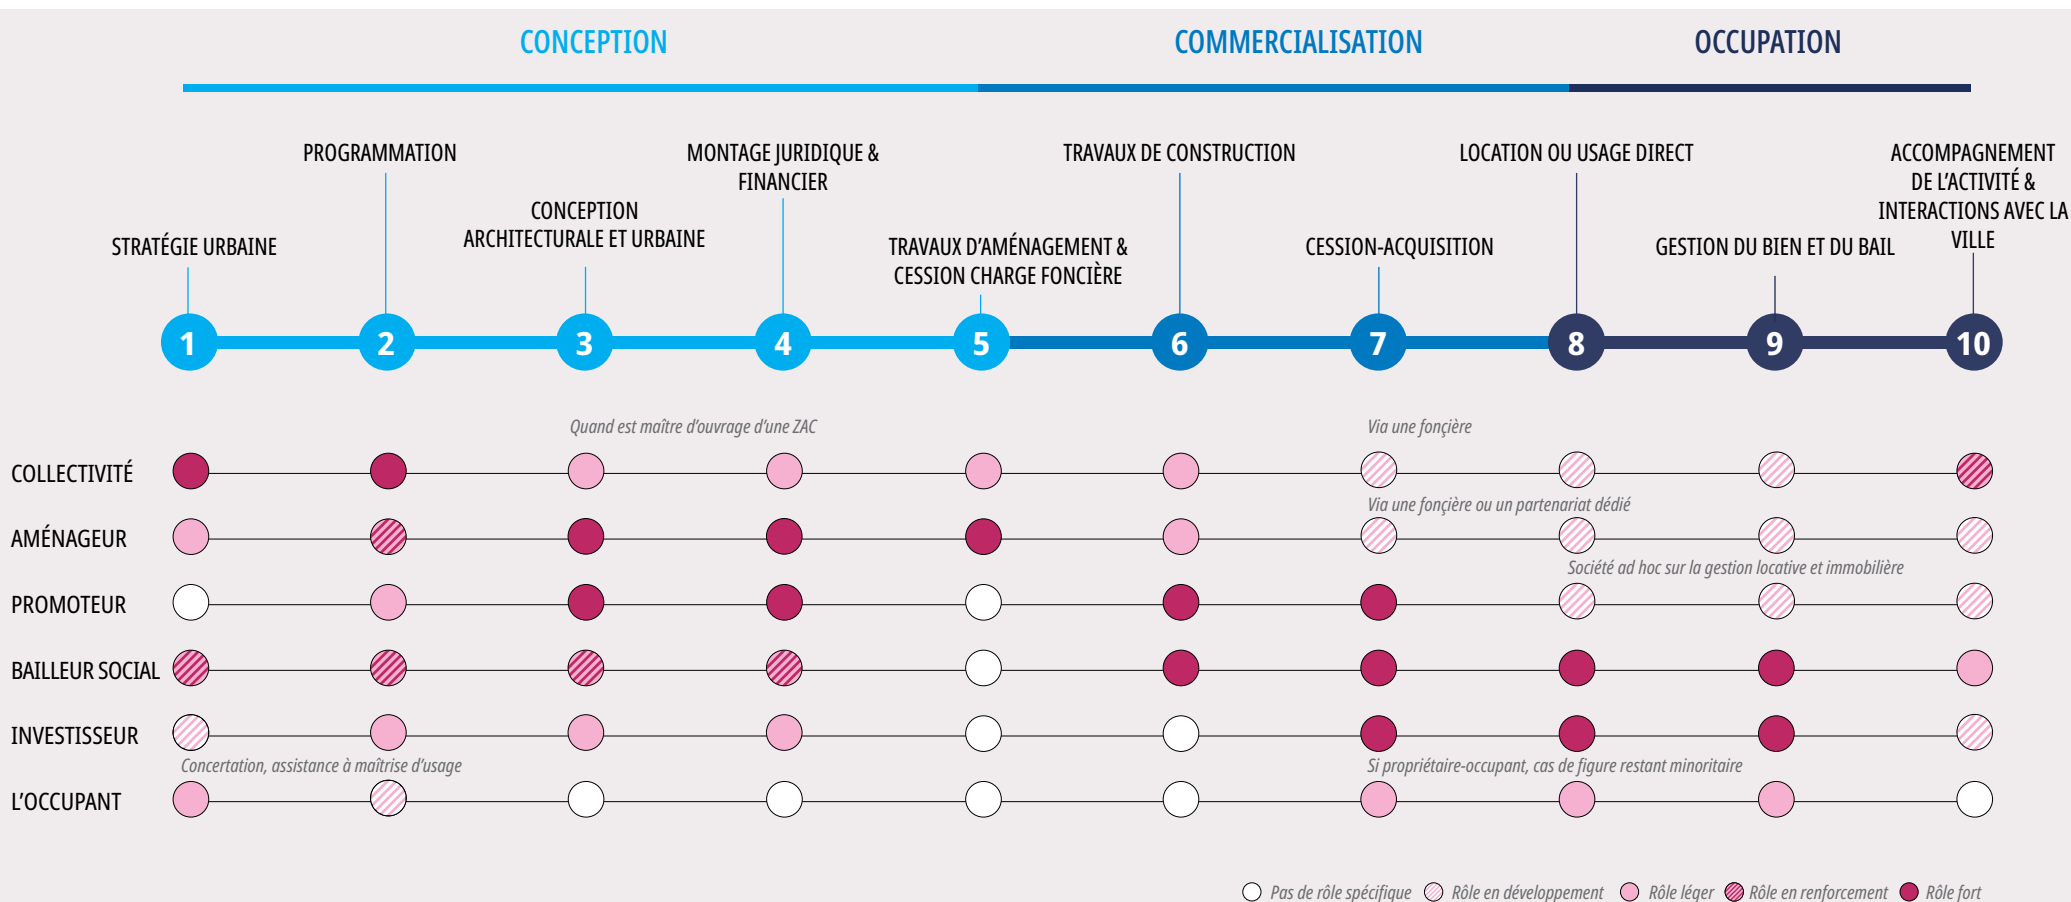 CONCEPTION
COMMERCIALISATION
OCCUPATION
STRATÉGIE URBAINE
PROGRAMMATION
CONCEPTION
ARCHITECTURALE ET URBAINE
MONTAGE JURIDIQUE &
FINANCIER
TRAVAUX D'AMÉNAGEMENT &
CESSION CHARGE FONCIÈRE
TRAVAUX DE CONSTRUCTION
CESSION-ACQUISITION
LOCATION OU USAGE DIRECT
GESTION DU BIEN ET DU BAIL
ACCOMPAGNEMENT
DE L'ACTIVITÉ &
INTERACTIONS AVEC LA
VILLE
1
2
3
4
5
6
7
8
9
10
Quand est maître d'ouvrage d'une ZAC
Via une fonçière
COLLECTIVITÉ
Via une fonçière ou un partenariat dédié
AMÉNAGEUR
Société ad hoc sur la gestion locative et immobilière
PROMOTEUR
BAILLEUR SOCIAL
INVESTISSEUR
Concertation, assistance à maîtrise d'usage
Si propriétaire-occupant, cas de figure restant minoritaire
L'OCCUPANT
Pas de rôle spécifique
Rôle en développement
Rôle léger
Rôle en renforcement
Rôle fort